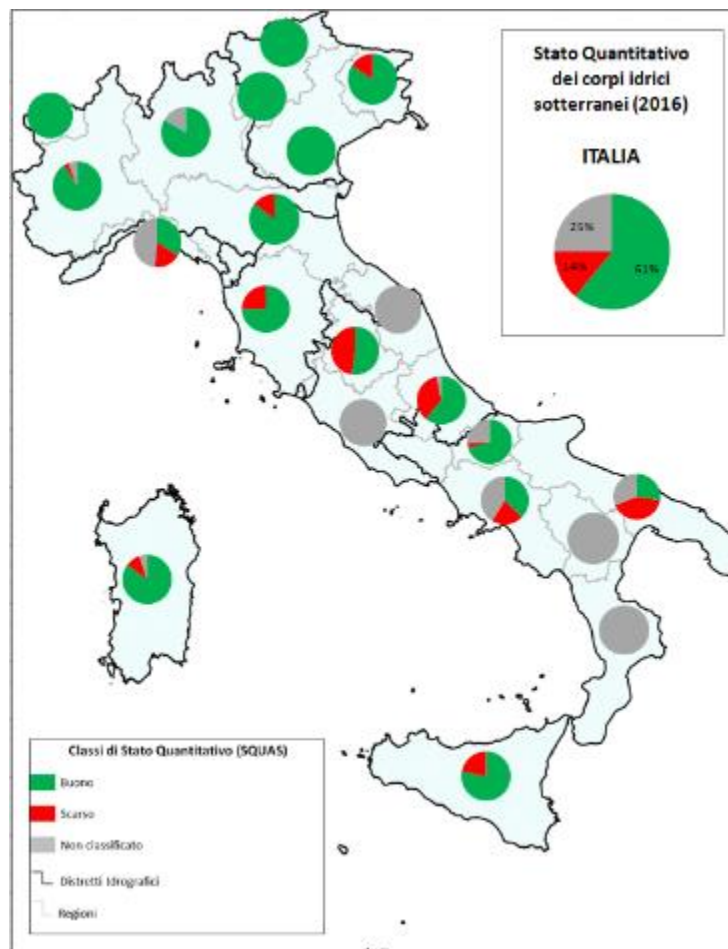 Stato Quantitativo
dei corpi idrici
sotterranei (2016)
ITALIA
25%
14%
61%
Classi di Stato Quantitativo (SQUAS)
Buono
Scarso
Non classificato
Distretti Idrografici
Regioni